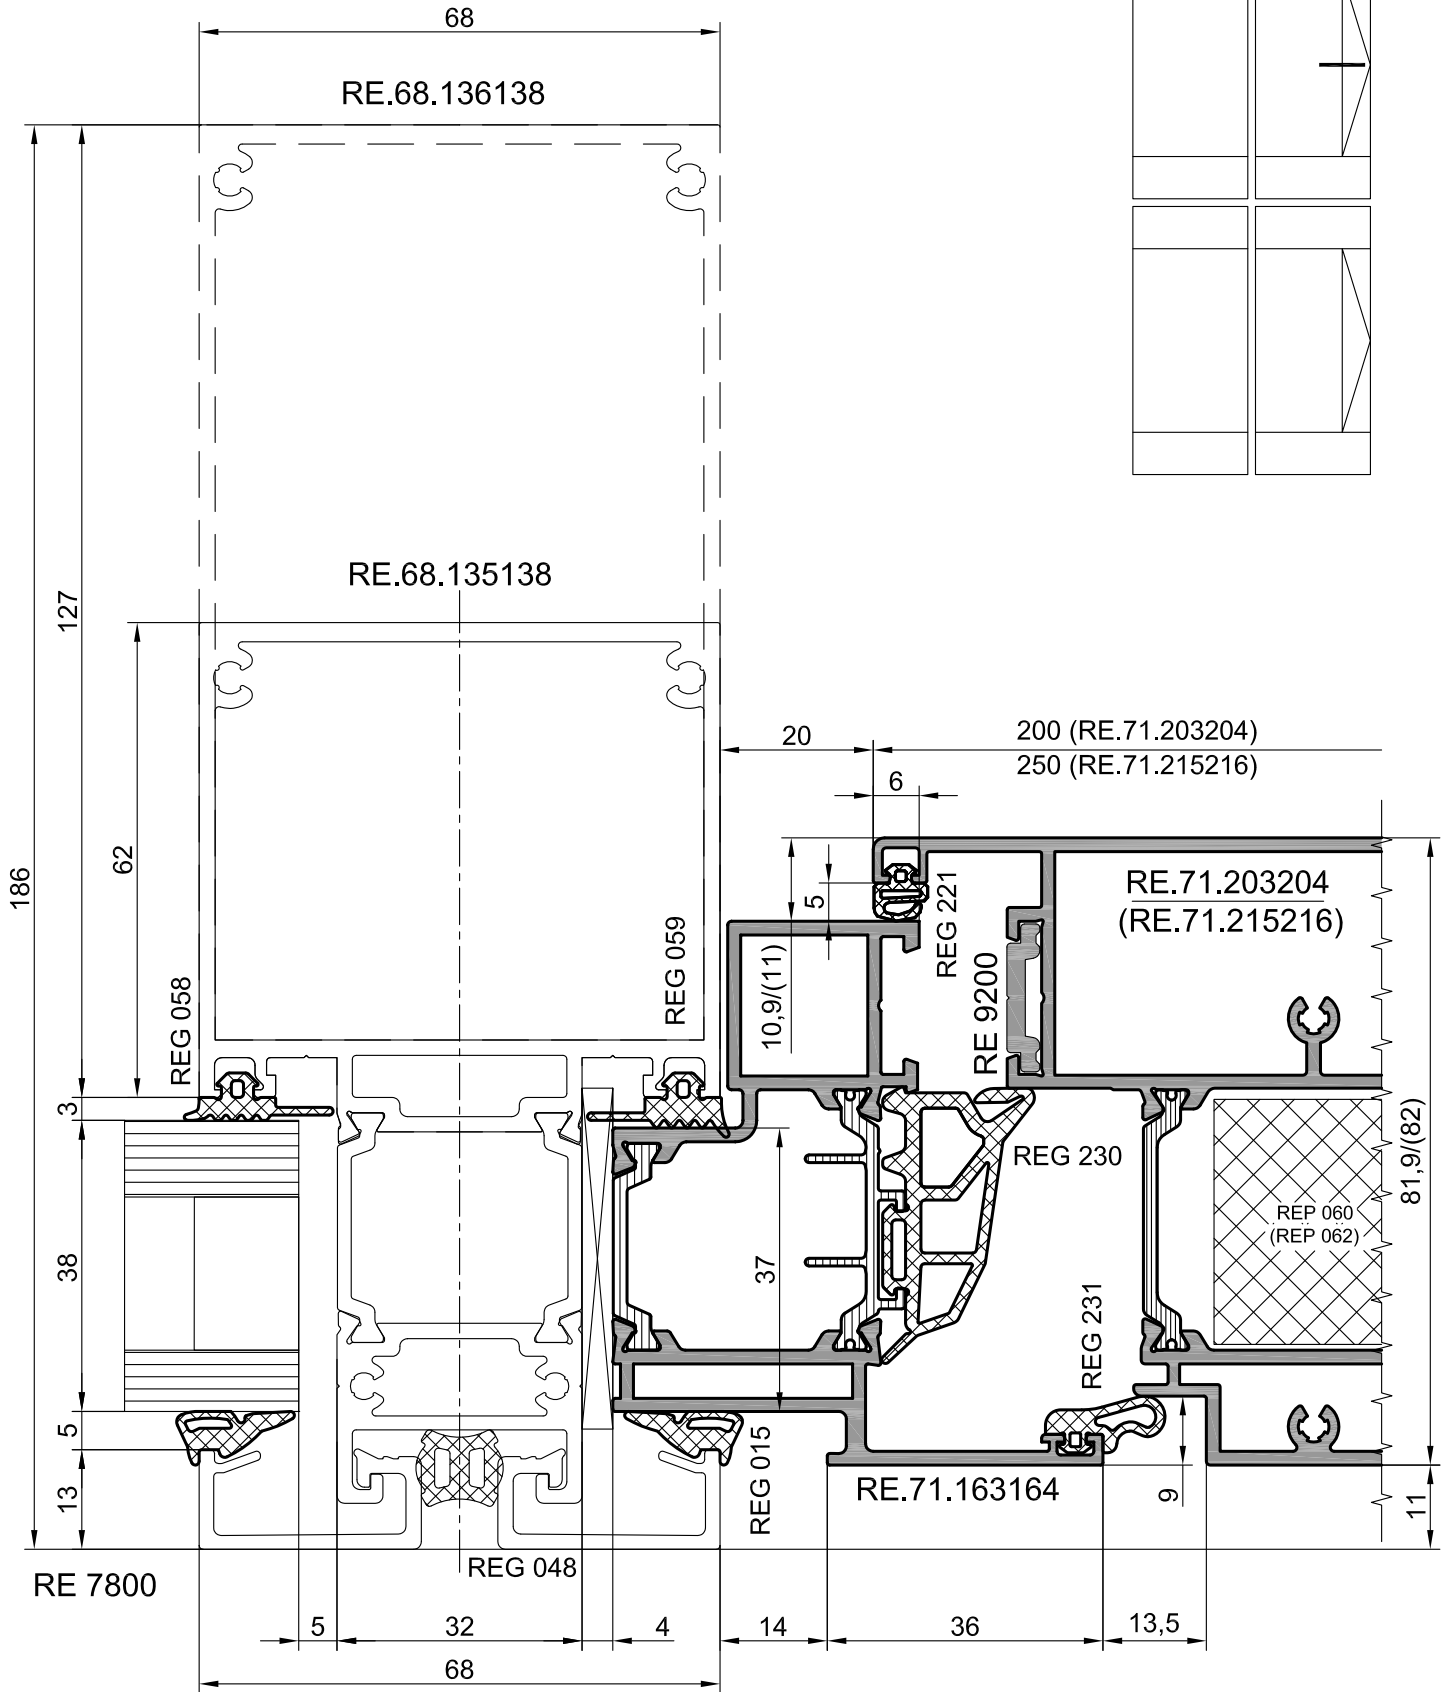 68
RE.68.136138
127
RE.68.135138
62
186
20
200 (RE.71.203204)
250 (RE.71.215216)
6
5
10,9/(11)
REG 221
RE.71.203204
(RE.71.215216)
REG 059
REG 058
RE 9200
3
38
5
13
37
REG 230
REP 060
(REP 062)
81,9/(82)
REG 231
REG 015
RE.71.163164
9
11
REG 048
RE 7800
5
32
4
14
36
13,5
68